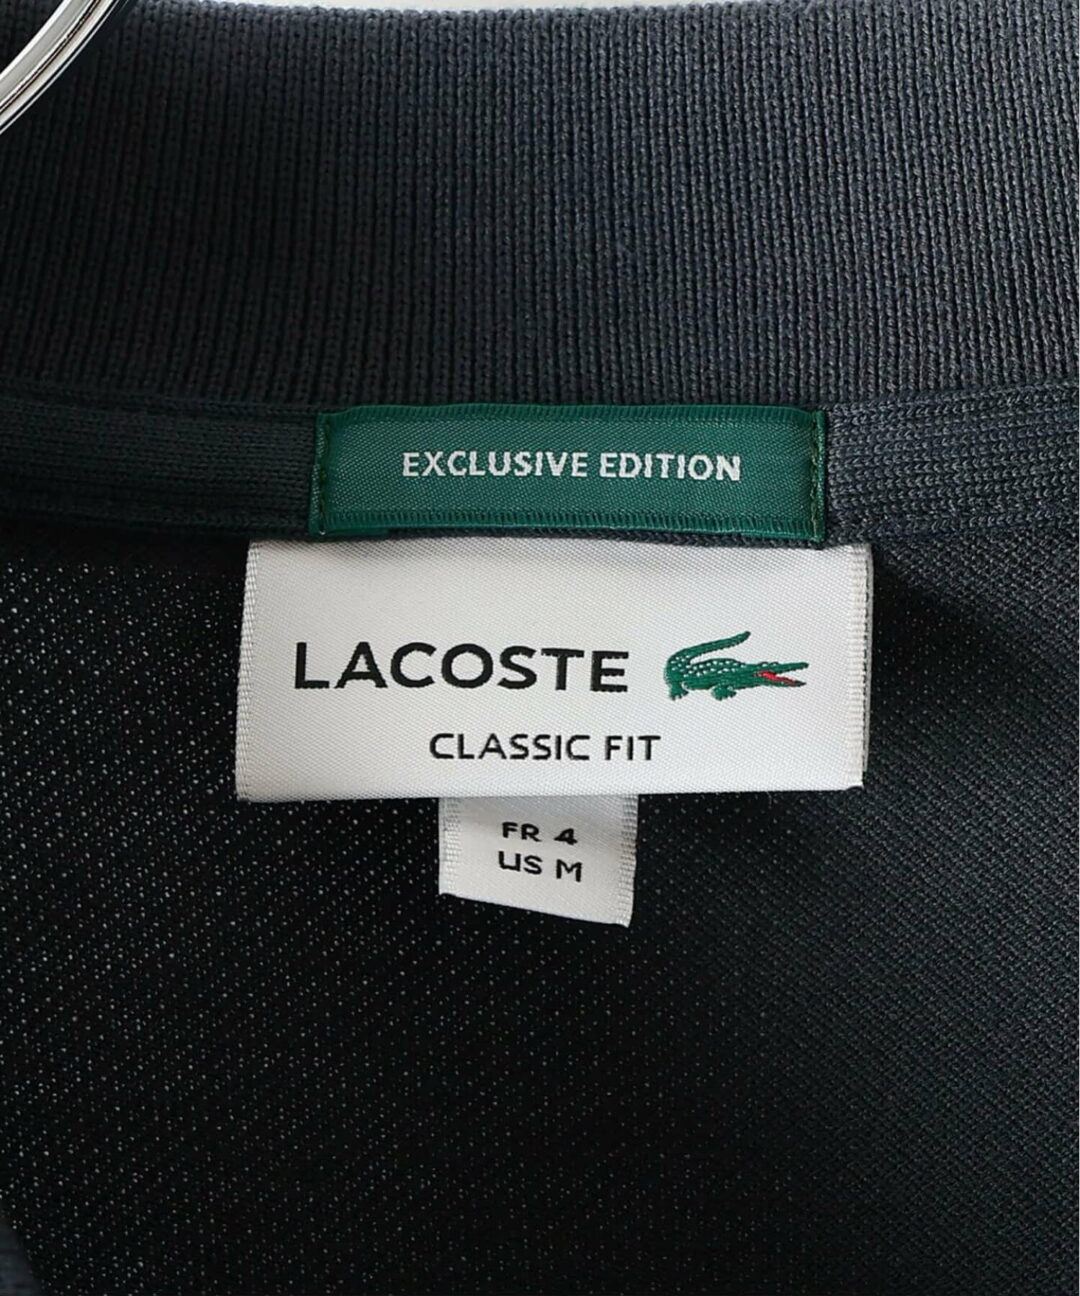 EXCLUSIVE EDITION
LACOSTE
CLASSIC FIT
FR 4
US M